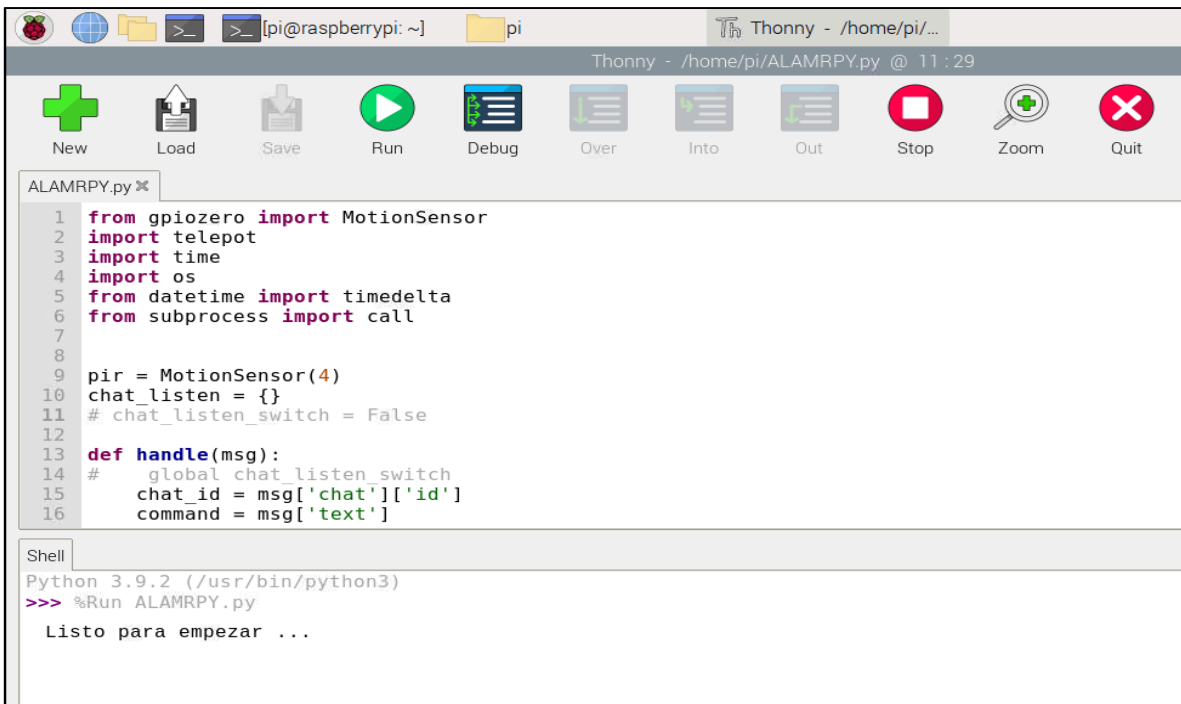 [pi@raspberrypi: ~] pi Thonny - /home/pi/...
Thonny - /home/pi/ALAMRPY.py @ 11 : 29
New Load Save Run Debug Over Into Out Stop Zoom Quit
ALAMRPY.py
1 from gpiozero import MotionSensor
2 import telepot
3 import time
4 import os
5 from datetime import timedelta
6 from subprocess import call
7
8
9 pir = MotionSensor(4)
10 chat_listen = {}
11 # chat_listen_switch = False
12
13 def handle(msg):
14 #    global chat_listen_switch
15     chat_id = msg['chat']['id']
16     command = msg['text']
Shell
Python 3.9.2 (/usr/bin/python3)
>>> %Run ALAMRPY.py
Listo para empezar ...